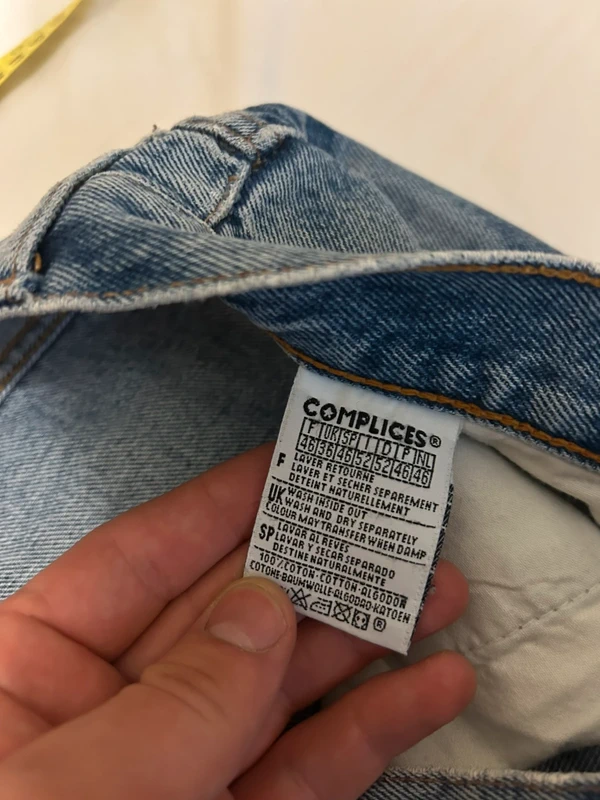 COMPLICES®
F UK SP I D P NL
46 36 46 52 52 46 46
F LAVER RETOURNE
LAVER ET SECHER SEPAREMENT
DETEINT NATURELLEMENT
UK WASH INSIDE OUT
WASH AND DRY SEPARATELY
COLOUR MAY TRANSFER WHEN DAMP
SP LAVAR AL REVES
LAVAR Y SECAR SEPARADO
DESTINE NATURALMENTE
100% COTON-COTTON-ALGODOR
COTONE-BAUMWOLLE-ALGODAO-KATOEN
®